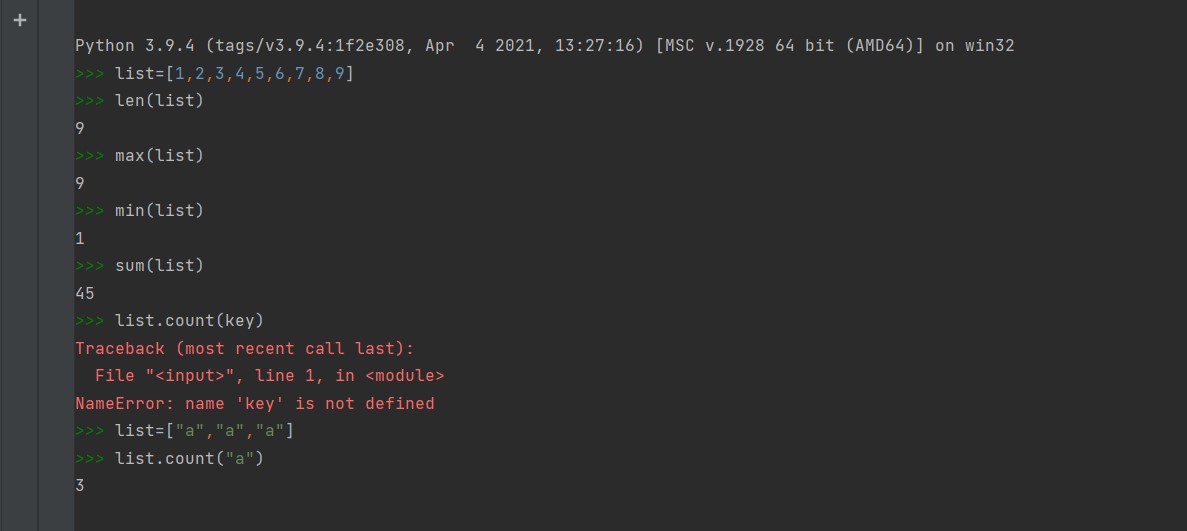 Python 3.9.4 (tags/v3.9.4:1f2e308, Apr  4 2021, 13:27:16) [MSC v.1928 64 bit (AMD64)] on win32
>>> list=[1,2,3,4,5,6,7,8,9]
>>> len(list)
9
>>> max(list)
9
>>> min(list)
1
>>> sum(list)
45
>>> list.count(key)
Traceback (most recent call last):
  File "<input>", line 1, in <module>
NameError: name 'key' is not defined
>>> list=["a","a","a"]
>>> list.count("a")
3